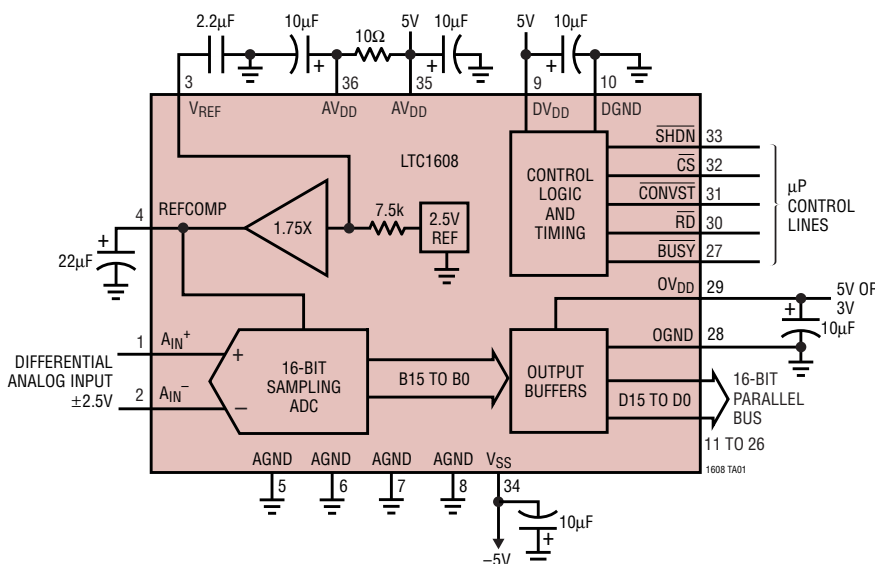 2.2µF
10µF
10Ω
5V
10µF
5V
10µF
+
+
+
3
36
35
9
10
VREF
AVDD
AVDD
DVDD
DGND
LTC1608
SHDN
33
CS
32
CONVST
31
RD
30
BUSY
27
CONTROL
LOGIC
AND
TIMING
µP
CONTROL
LINES
4
REFCOMP
1.75X
7.5k
2.5V
REF
+
22µF
OVDD
29
5V OR
3V
+
10µF
OGND
28
1
AIN+
DIFFERENTIAL
ANALOG INPUT
±2.5V
2
AIN−
+
−
16-BIT
SAMPLING
ADC
B15 TO B0
OUTPUT
BUFFERS
D15 TO D0
16-BIT
PARALLEL
BUS
11 TO 26
AGND
AGND
AGND
AGND
VSS
1608 TA01
5
6
7
8
34
10µF
+
–5V